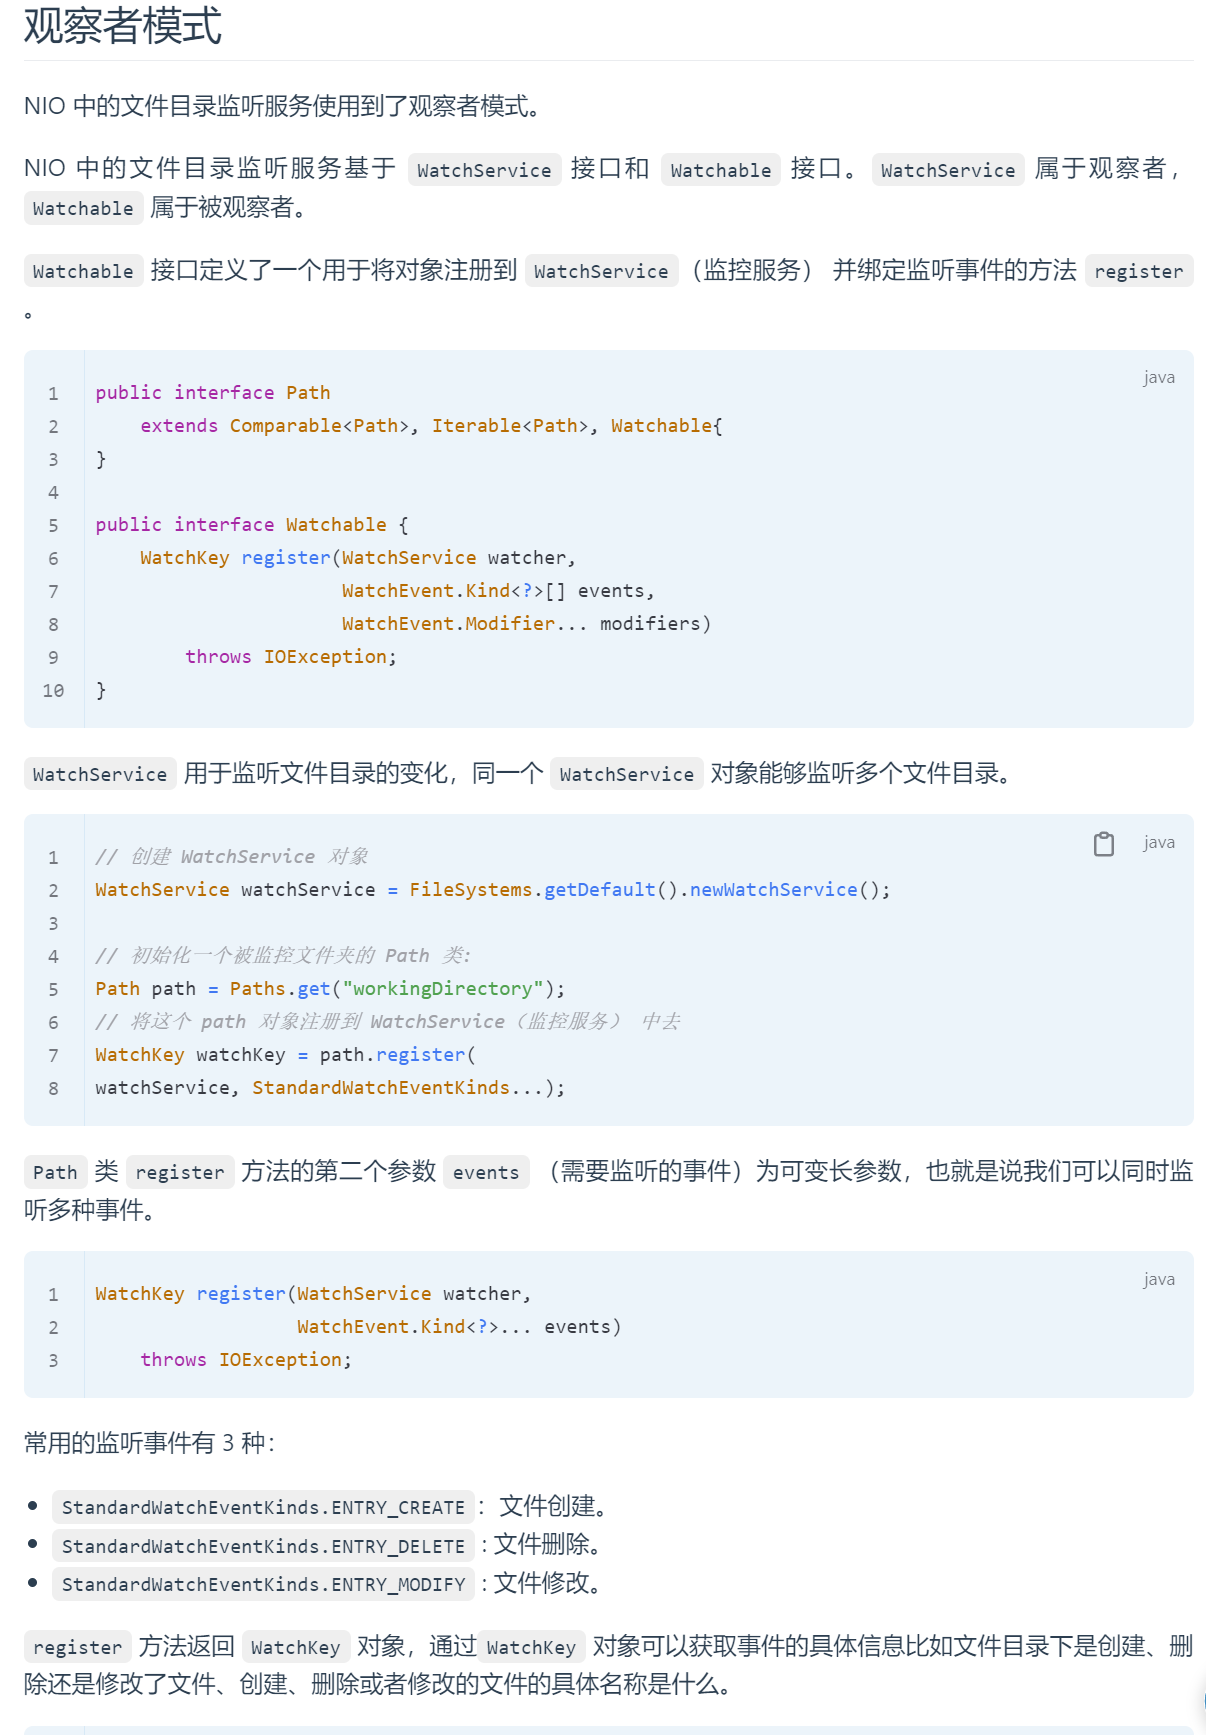 观察者模式
NIO 中的文件目录监听服务使用到了观察者模式。
NIO 中的文件目录监听服务基于 WatchService 接口和 Watchable 接口。WatchService 属于观察者，
Watchable 属于被观察者。
Watchable 接口定义了一个用于将对象注册到 WatchService（监控服务） 并绑定监听事件的方法 register
。
java
1 public interface Path
2     extends Comparable<Path>, Iterable<Path>, Watchable{
3 }
4
5 public interface Watchable {
6     WatchKey register(WatchService watcher,
7                       WatchEvent.Kind<?>[] events,
8                       WatchEvent.Modifier... modifiers)
9         throws IOException;
10 }
WatchService 用于监听文件目录的变化，同一个 WatchService 对象能够监听多个文件目录。
java
1 // 创建 WatchService 对象
2 WatchService watchService = FileSystems.getDefault().newWatchService();
3
4 // 初始化一个被监控文件夹的 Path 类:
5 Path path = Paths.get("workingDirectory");
6 // 将这个 path 对象注册到 WatchService（监控服务） 中去
7 WatchKey watchKey = path.register(
8 watchService, StandardWatchEventKinds...);
Path 类 register 方法的第二个参数 events （需要监听的事件）为可变长参数，也就是说我们可以同时监
听多种事件。
java
1 WatchKey register(WatchService watcher,
2                   WatchEvent.Kind<?>... events)
3     throws IOException;
常用的监听事件有 3 种：
StandardWatchEventKinds.ENTRY_CREATE ：文件创建。
StandardWatchEventKinds.ENTRY_DELETE : 文件删除。
StandardWatchEventKinds.ENTRY_MODIFY : 文件修改。
register 方法返回 WatchKey 对象，通过WatchKey 对象可以获取事件的具体信息比如文件目录下是创建、删
除还是修改了文件、创建、删除或者修改的文件的具体名称是什么。